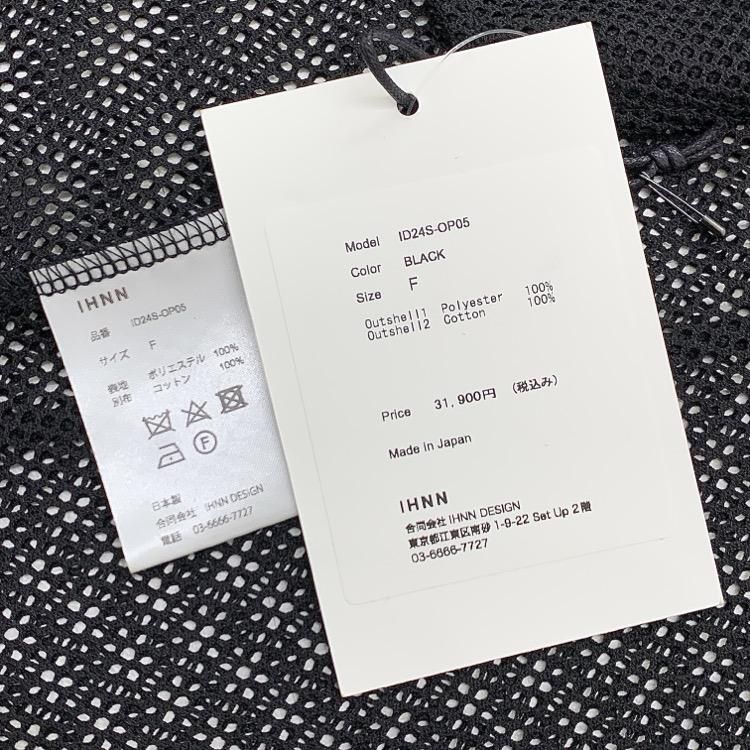 IHNN
品番 ID24S-OP05
サイズ F
表地 ポリエステル 100%
別布 コットン 100%
F
日本製
合同会社 IHNN DESIGN
電話 03-6666-7727
Model ID24S-OP05
Color BLACK
Size F
Outshell1 Polyester 100%
Outshell2 Cotton 100%
Price 31,900円 (税込み)
Made in Japan
IHNN
合同会社 IHNN DESIGN
東京都江東区南砂 1-9-22 Set Up 2 階
03-6666-7727